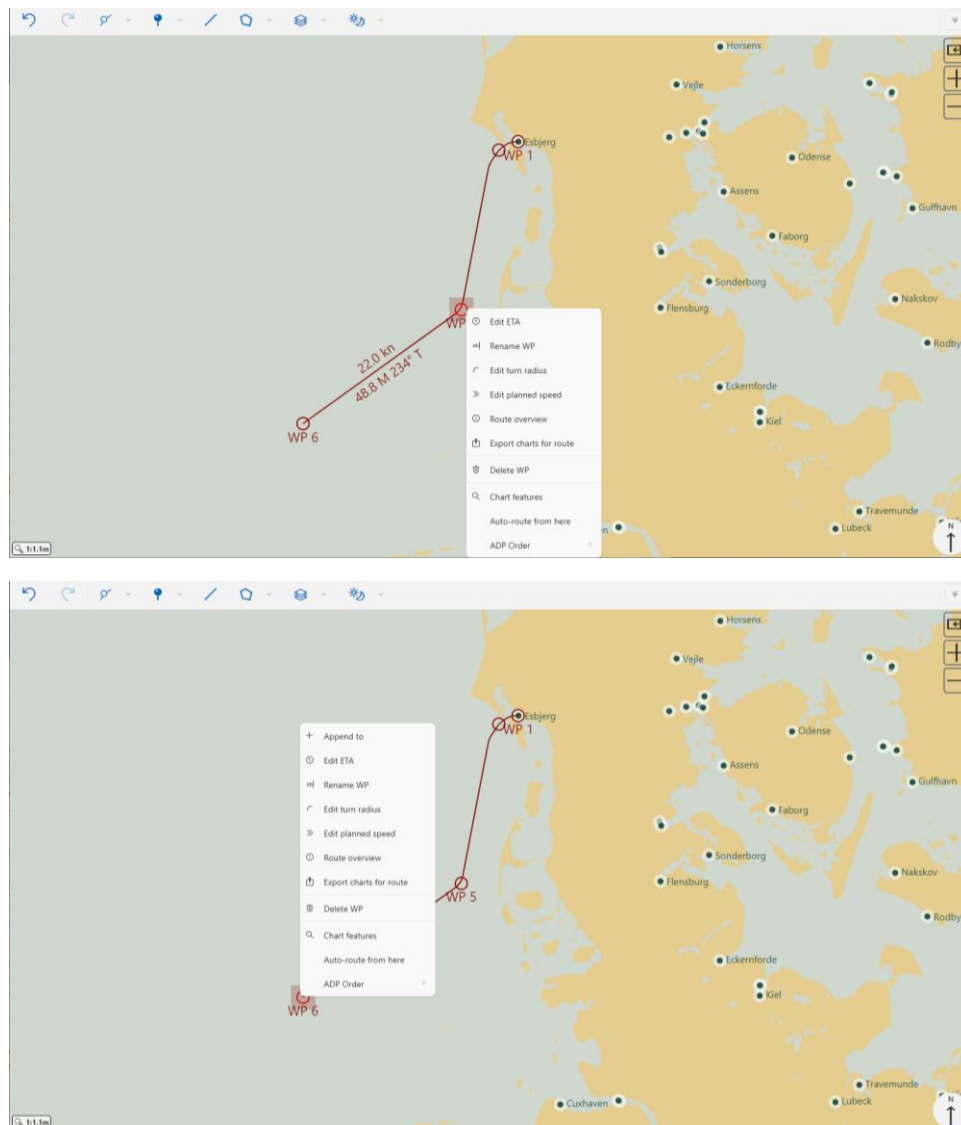 Horsens
Vejle
Esbjerg
WP 1
Odense
Assens
Gulfhavn
Faborg
Sonderborg
Nakskov
Flensburg
WP
Edit ETA
Rename WP
Rodby
22.0 kn
48.8 M 234° T
Edit turn radius
Eckernforde
Edit planned speed
Route overview
Kiel
WP 6
Export charts for route
Delete WP
Chart features
Travemunde
Auto-route from here
Lubeck
n
N
ADP Order
1:1.1m
Horsens
Vejle
Esbjerg
WP 1
Append to
Odense
Edit ETA
Assens
Gulfhavn
Rename WP
Edit turn radius
Faborg
Edit planned speed
Route overview
Sonderborg
Nakskov
Export charts for route
Flensburg
WP 5
Delete WP
Rodby
Chart features
Auto-route from here
Eckernforde
ADP Order
Kiel
WP 6
Travemunde
Cuxhaven
Lubeck
N
1:1.1m